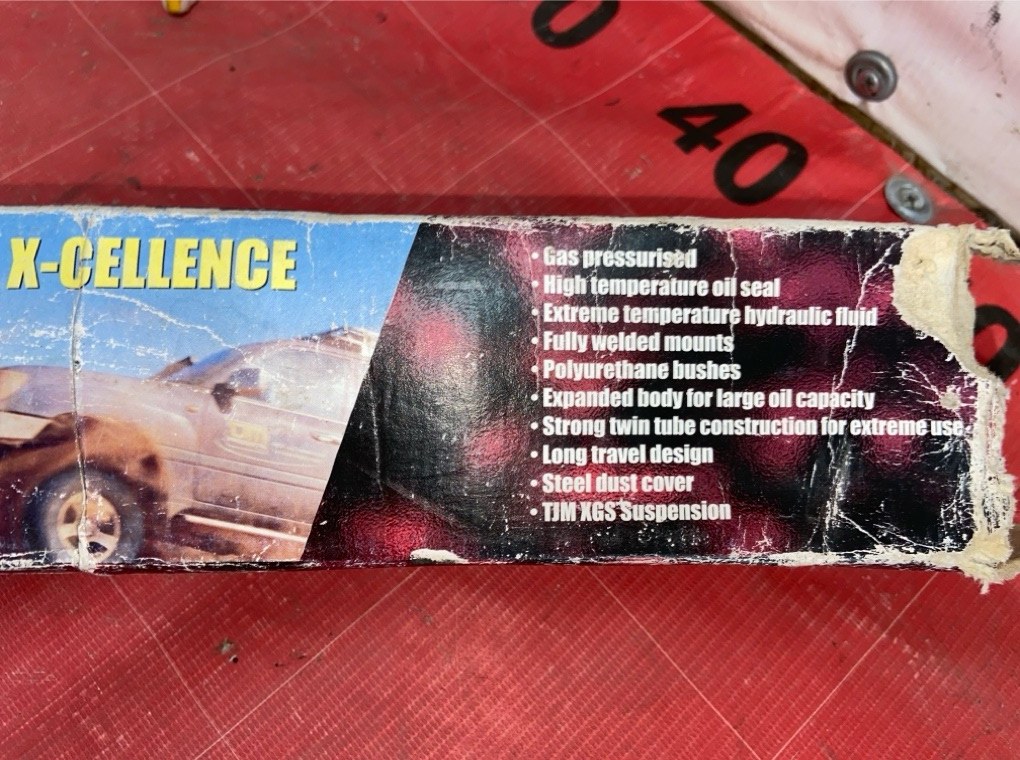 0
40
X-CELLENCE
• Gas pressurised
• High temperature oil seal
• Extreme temperature hydraulic fluid
• Fully welded mounts
• Polyurethane bushes
• Expanded body for large oil capacity
• Strong twin tube construction for extreme use
• Long travel design
• Steel dust cover
• TJM XGS Suspension